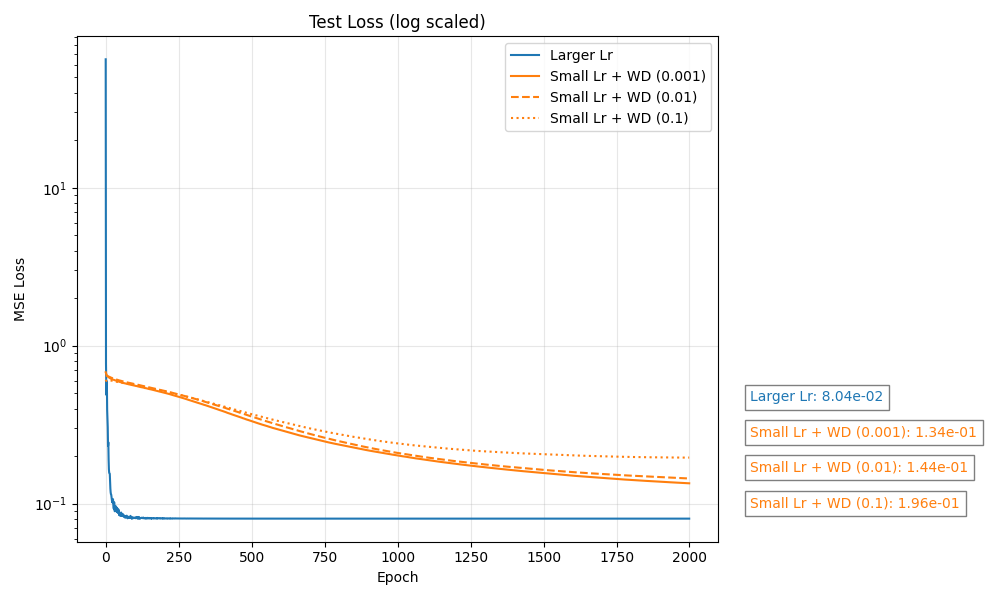 Test Loss (log scaled)
Larger Lr
Small Lr + WD (0.001)
Small Lr + WD (0.01)
Small Lr + WD (0.1)
MSE Loss
10¹
10⁰
10⁻¹
0 250 500 750 1000 1250 1500 1750 2000
Epoch
Larger Lr: 8.04e-02
Small Lr + WD (0.001): 1.34e-01
Small Lr + WD (0.01): 1.44e-01
Small Lr + WD (0.1): 1.96e-01